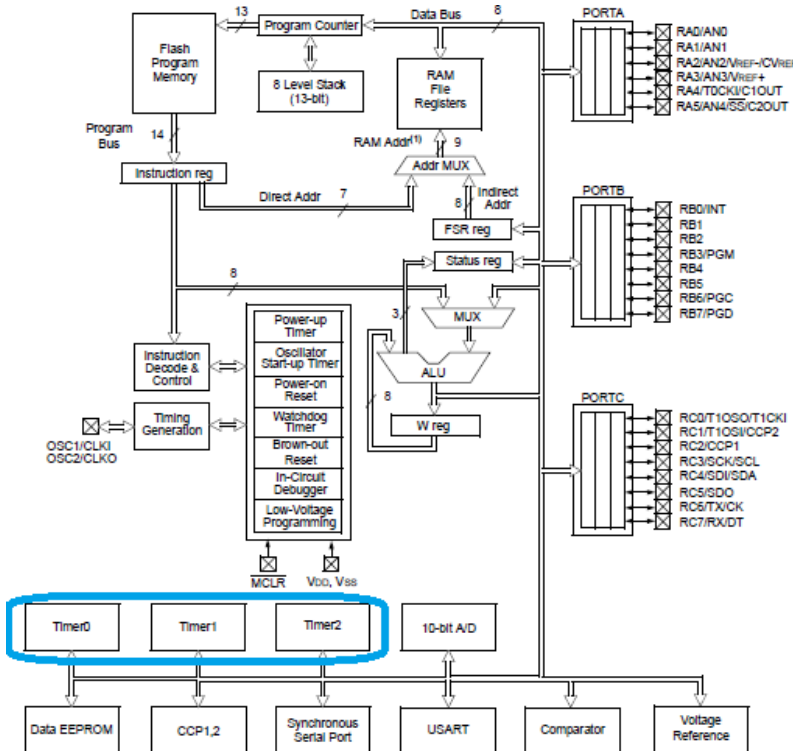 13
Program Counter
Data Bus
8
PORTA
Flash
Program
Memory
8 Level Stack
(13-bit)
RAM
File
Registers
RA0/AN0
RA1/AN1
RA2/AN2/VREF-/CVREF
RA3/AN3/VREF+
RA4/T0CKI/C1OUT
RA5/AN4/SS/C2OUT
Program
Bus
14
RAM Addr(1)
9
Instruction reg
Addr MUX
Direct Addr
7
8
Indirect
Addr
FSR reg
Status reg
PORTB
RB0/INT
RB1
RB2
RB3/PGM
RB4
RB5
RB6/PGC
RB7/PGD
8
3
MUX
ALU
8
W reg
Power-up
Timer
Oscillator
Start-up Timer
Power-on
Reset
Watchdog
Timer
Brown-out
Reset
In-Circuit
Debugger
Low-Voltage
Programming
Instruction
Decode &
Control
Timing
Generation
OSC1/CLKI
OSC2/CLKO
PORTC
RC0/T1OSO/T1CKI
RC1/T1OSI/CCP2
RC2/CCP1
RC3/SCK/SCL
RC4/SDI/SDA
RC5/SDO
RC6/TX/CK
RC7/RX/DT
MCLR
VDD, VSS
Timer0
Timer1
Timer2
10-bit A/D
Data EEPROM
CCP1,2
Synchronous
Serial Port
USART
Comparator
Voltage
Reference